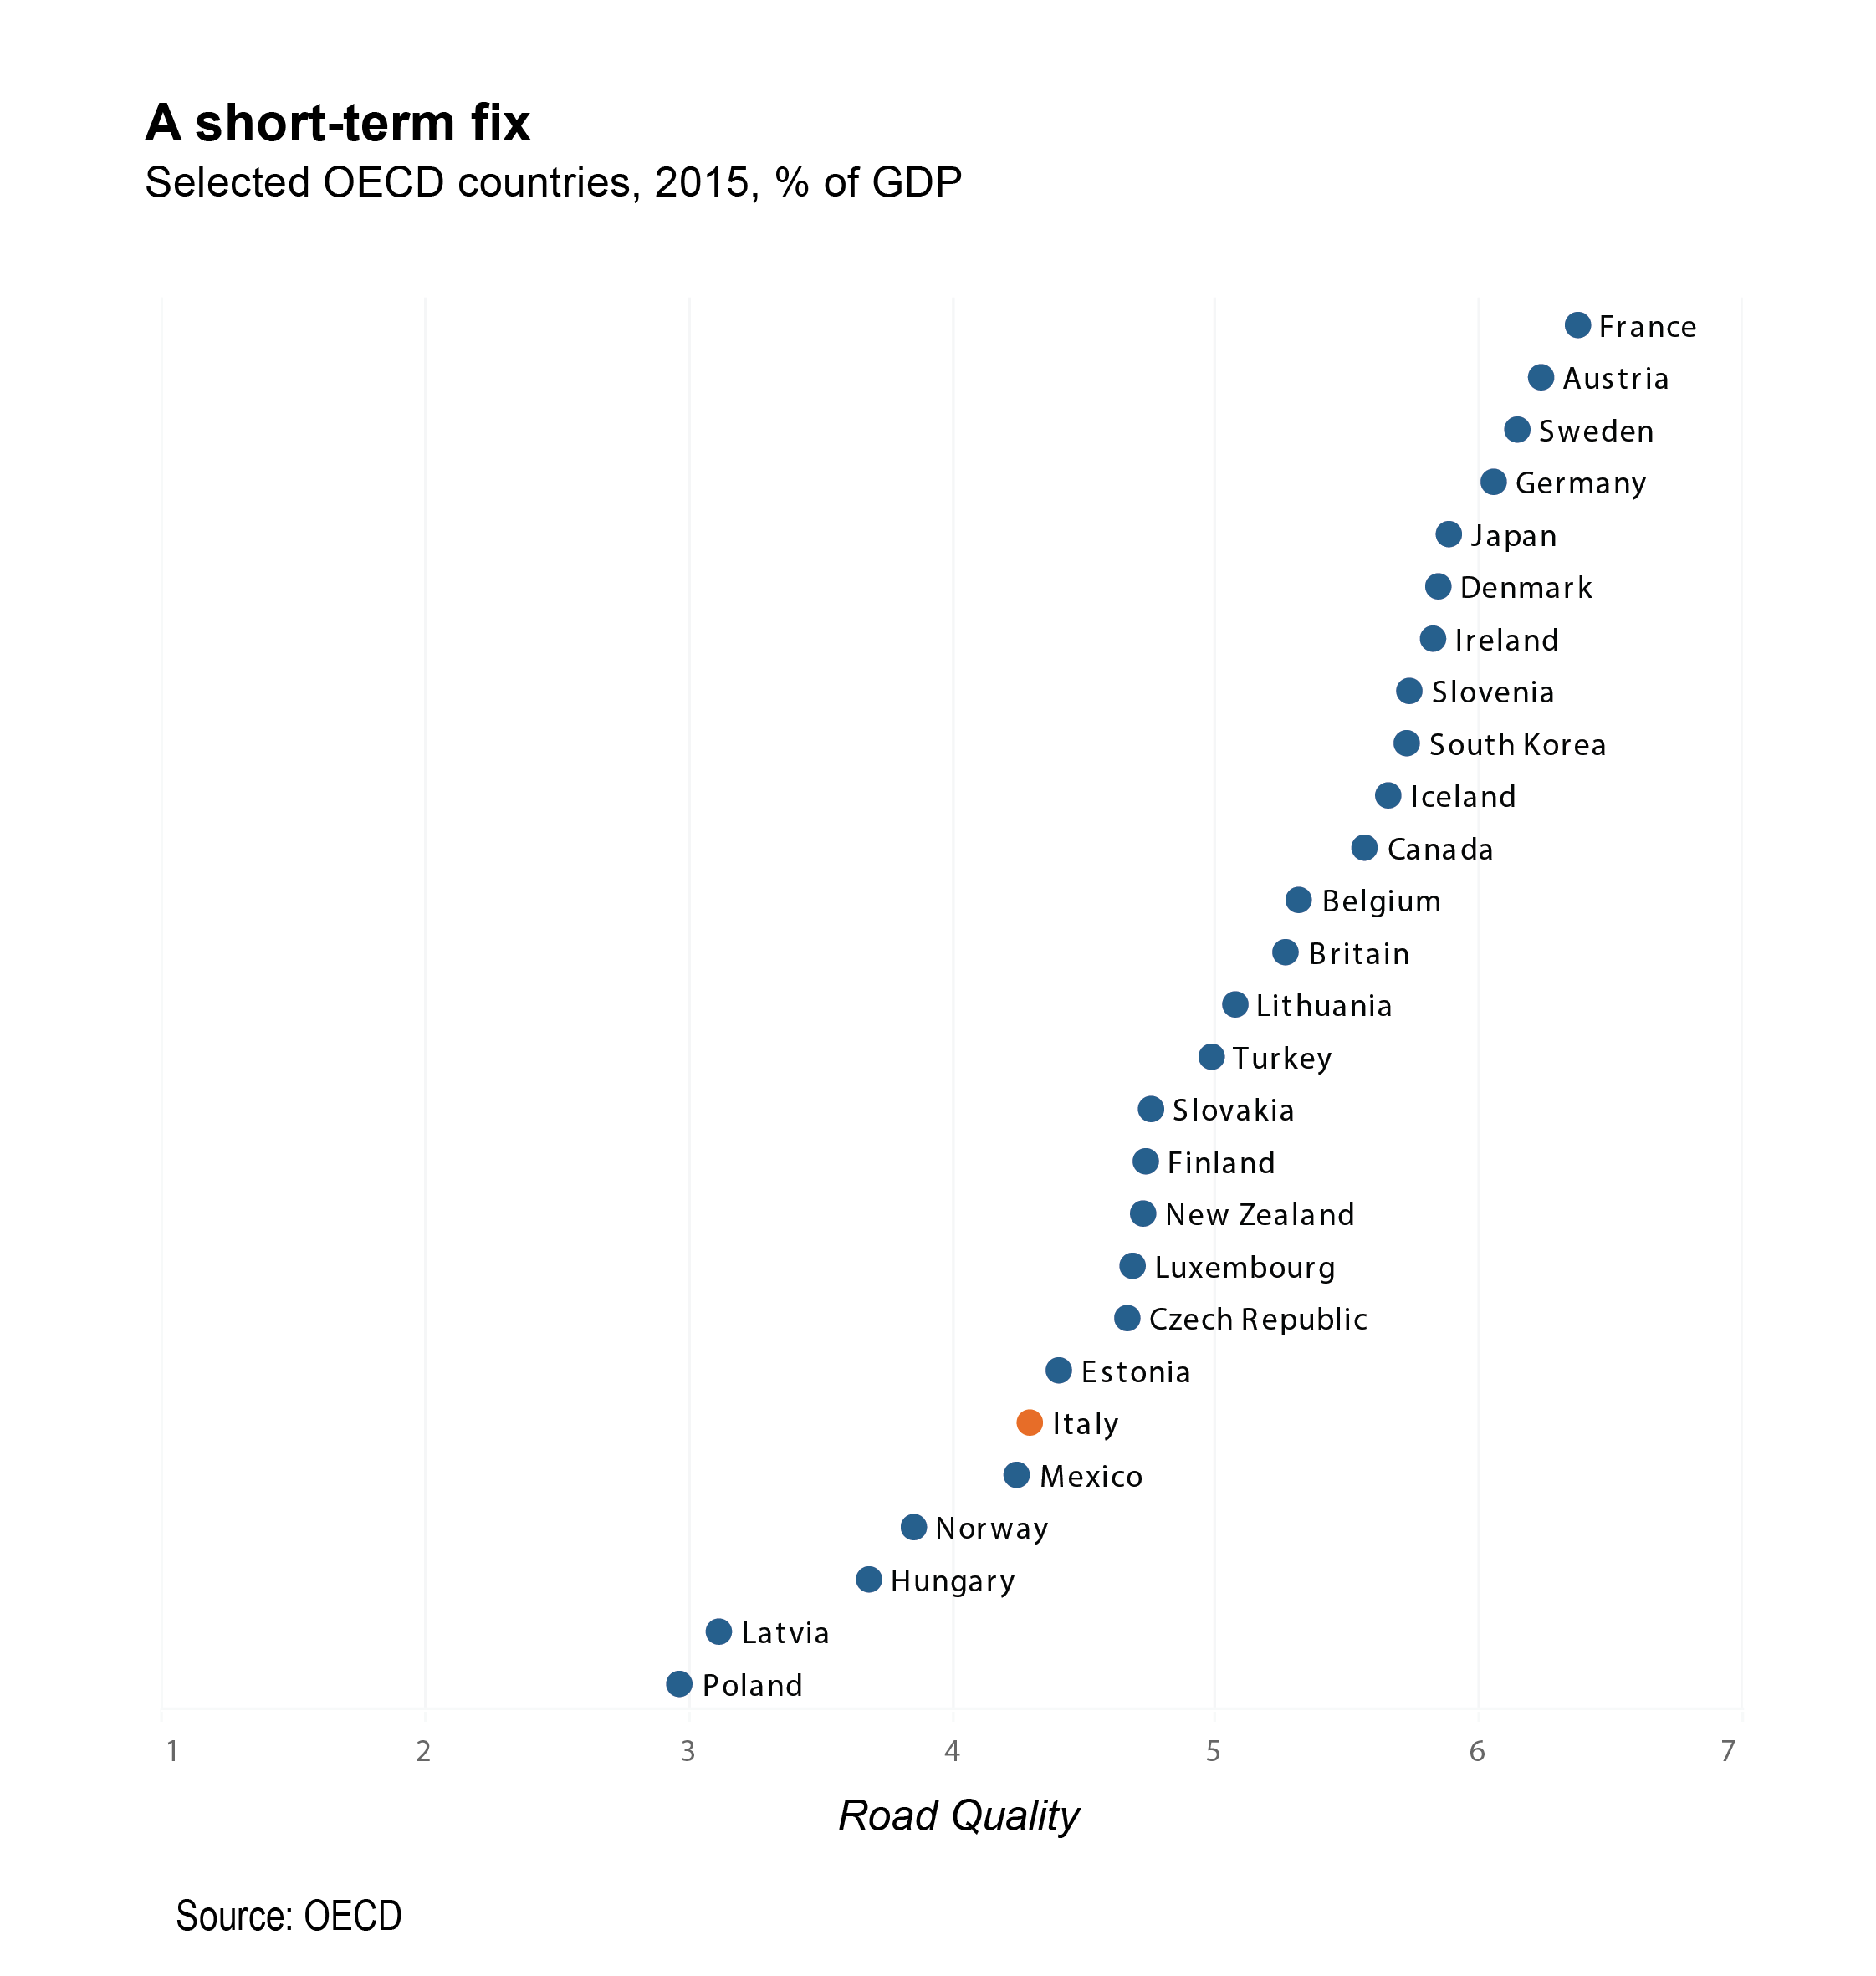 A short-term fix
Selected OECD countries, 2015, % of GDP
France
Austria
Sweden
Germany
Japan
Denmark
Ireland
Slovenia
South Korea
Iceland
Canada
Belgium
Britain
Lithuania
Turkey
Slovakia
Finland
New Zealand
Luxembourg
Czech Republic
Estonia
Italy
Mexico
Norway
Hungary
Latvia
Poland
1 2 3 4 5 6 7
Road Quality
Source: OECD